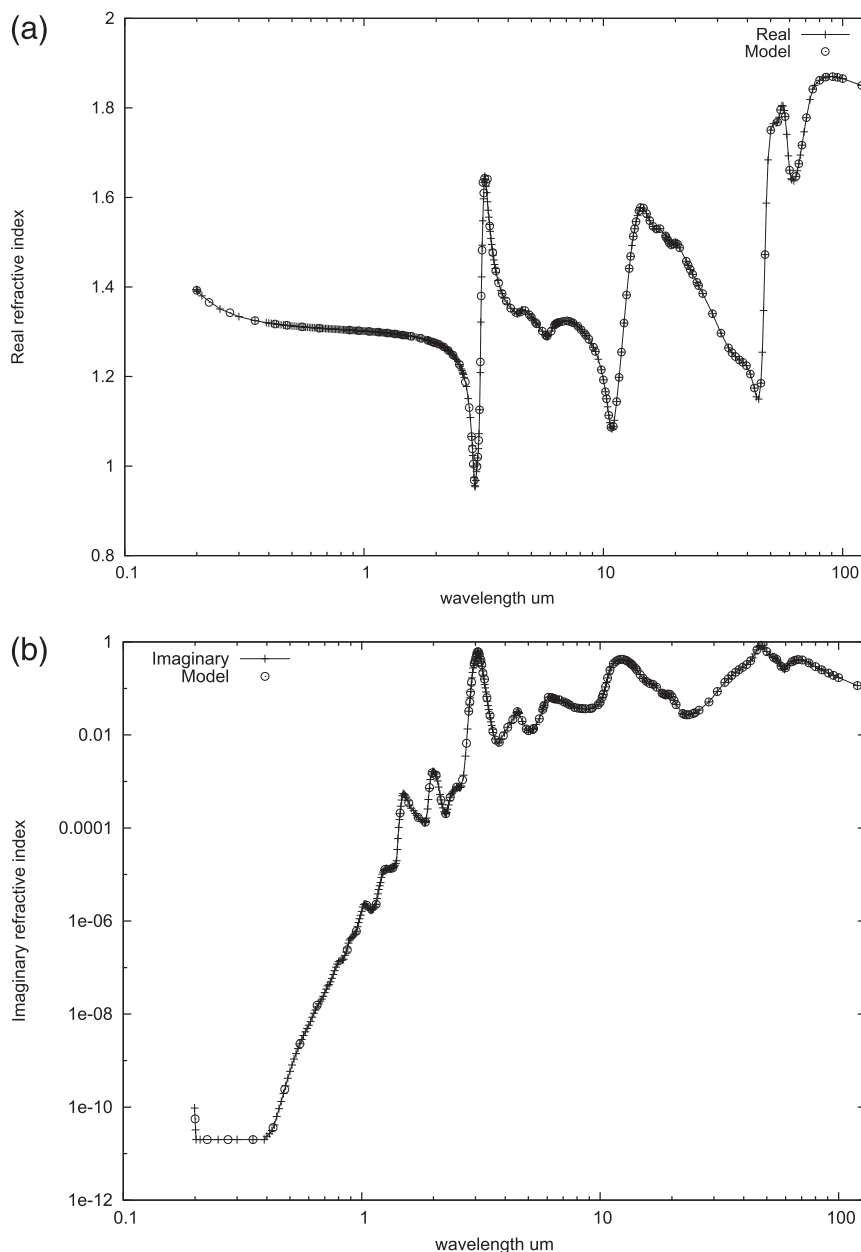 (a)
2
1.8
1.6
1.4
1.2
1
0.8
Real refractive index
Real
Model
0.1
1
10
100
wavelength um
(b)
1
0.01
0.0001
1e-06
1e-08
1e-10
1e-12
Imaginary refractive index
Imaginary
Model
0.1
1
10
100
wavelength um